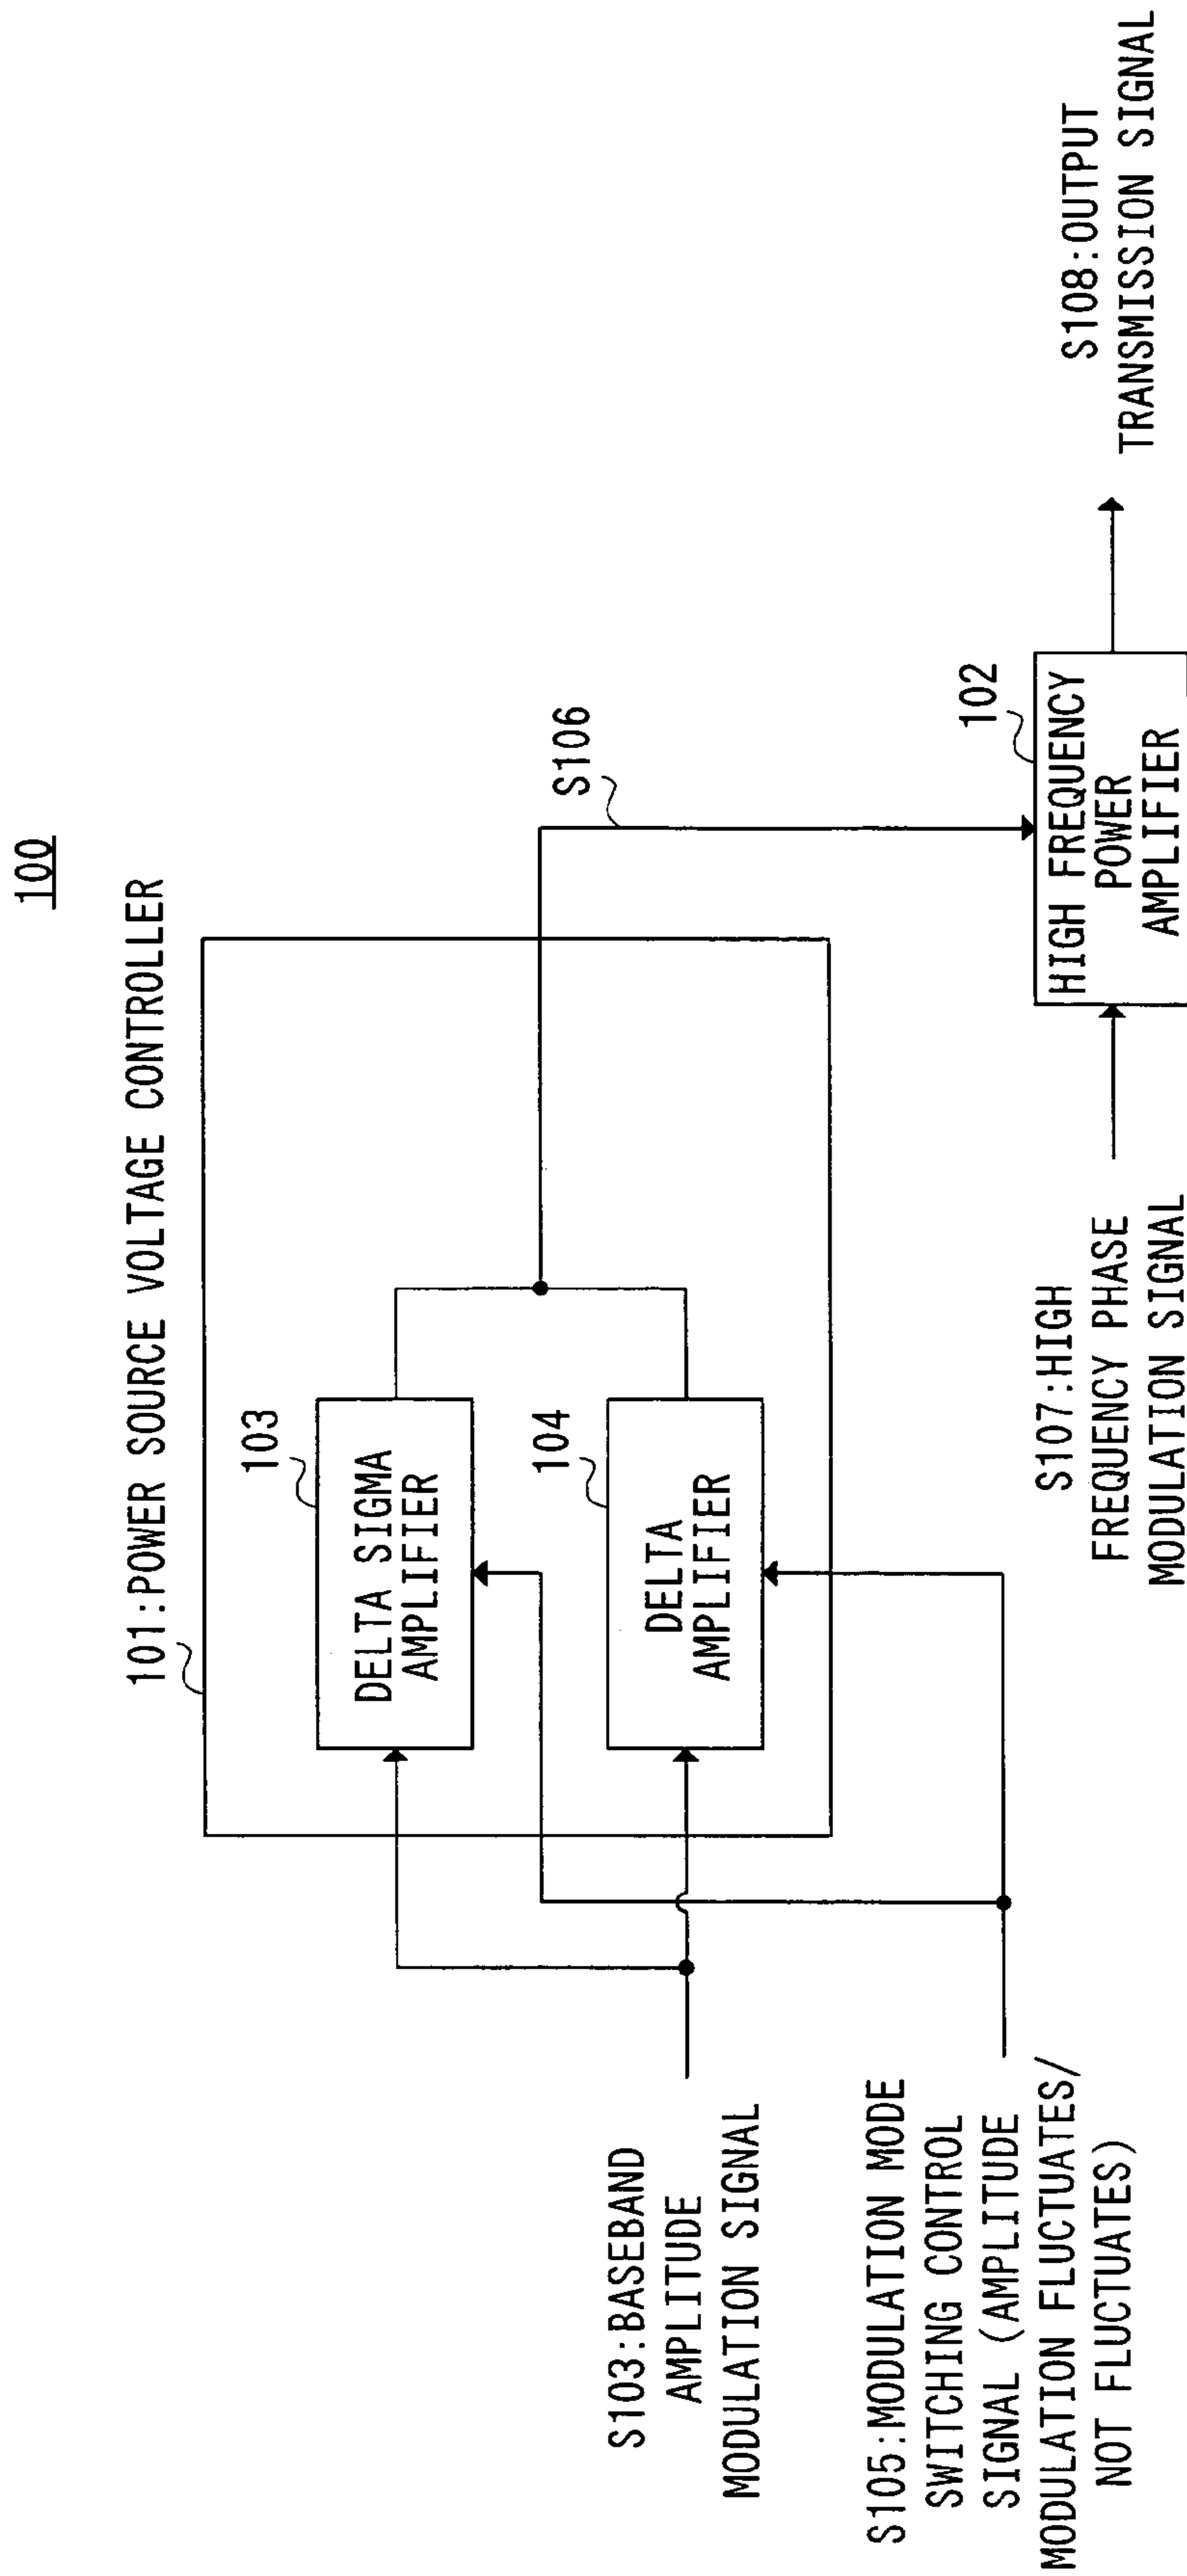 100
101:POWER SOURCE VOLTAGE CONTROLLER
103
DELTA SIGMA
AMPLIFIER
104
DELTA
AMPLIFIER
S106
S103:BASEBAND
AMPLITUDE
MODULATION SIGNAL
S105:MODULATION MODE
SWITCHING CONTROL
SIGNAL (AMPLITUDE
MODULATION FLUCTUATES/
NOT FLUCTUATES)
102
HIGH FREQUENCY
POWER
AMPLIFIER
S107:HIGH
FREQUENCY PHASE
MODULATION SIGNAL
S108:OUTPUT
TRANSMISSION SIGNAL